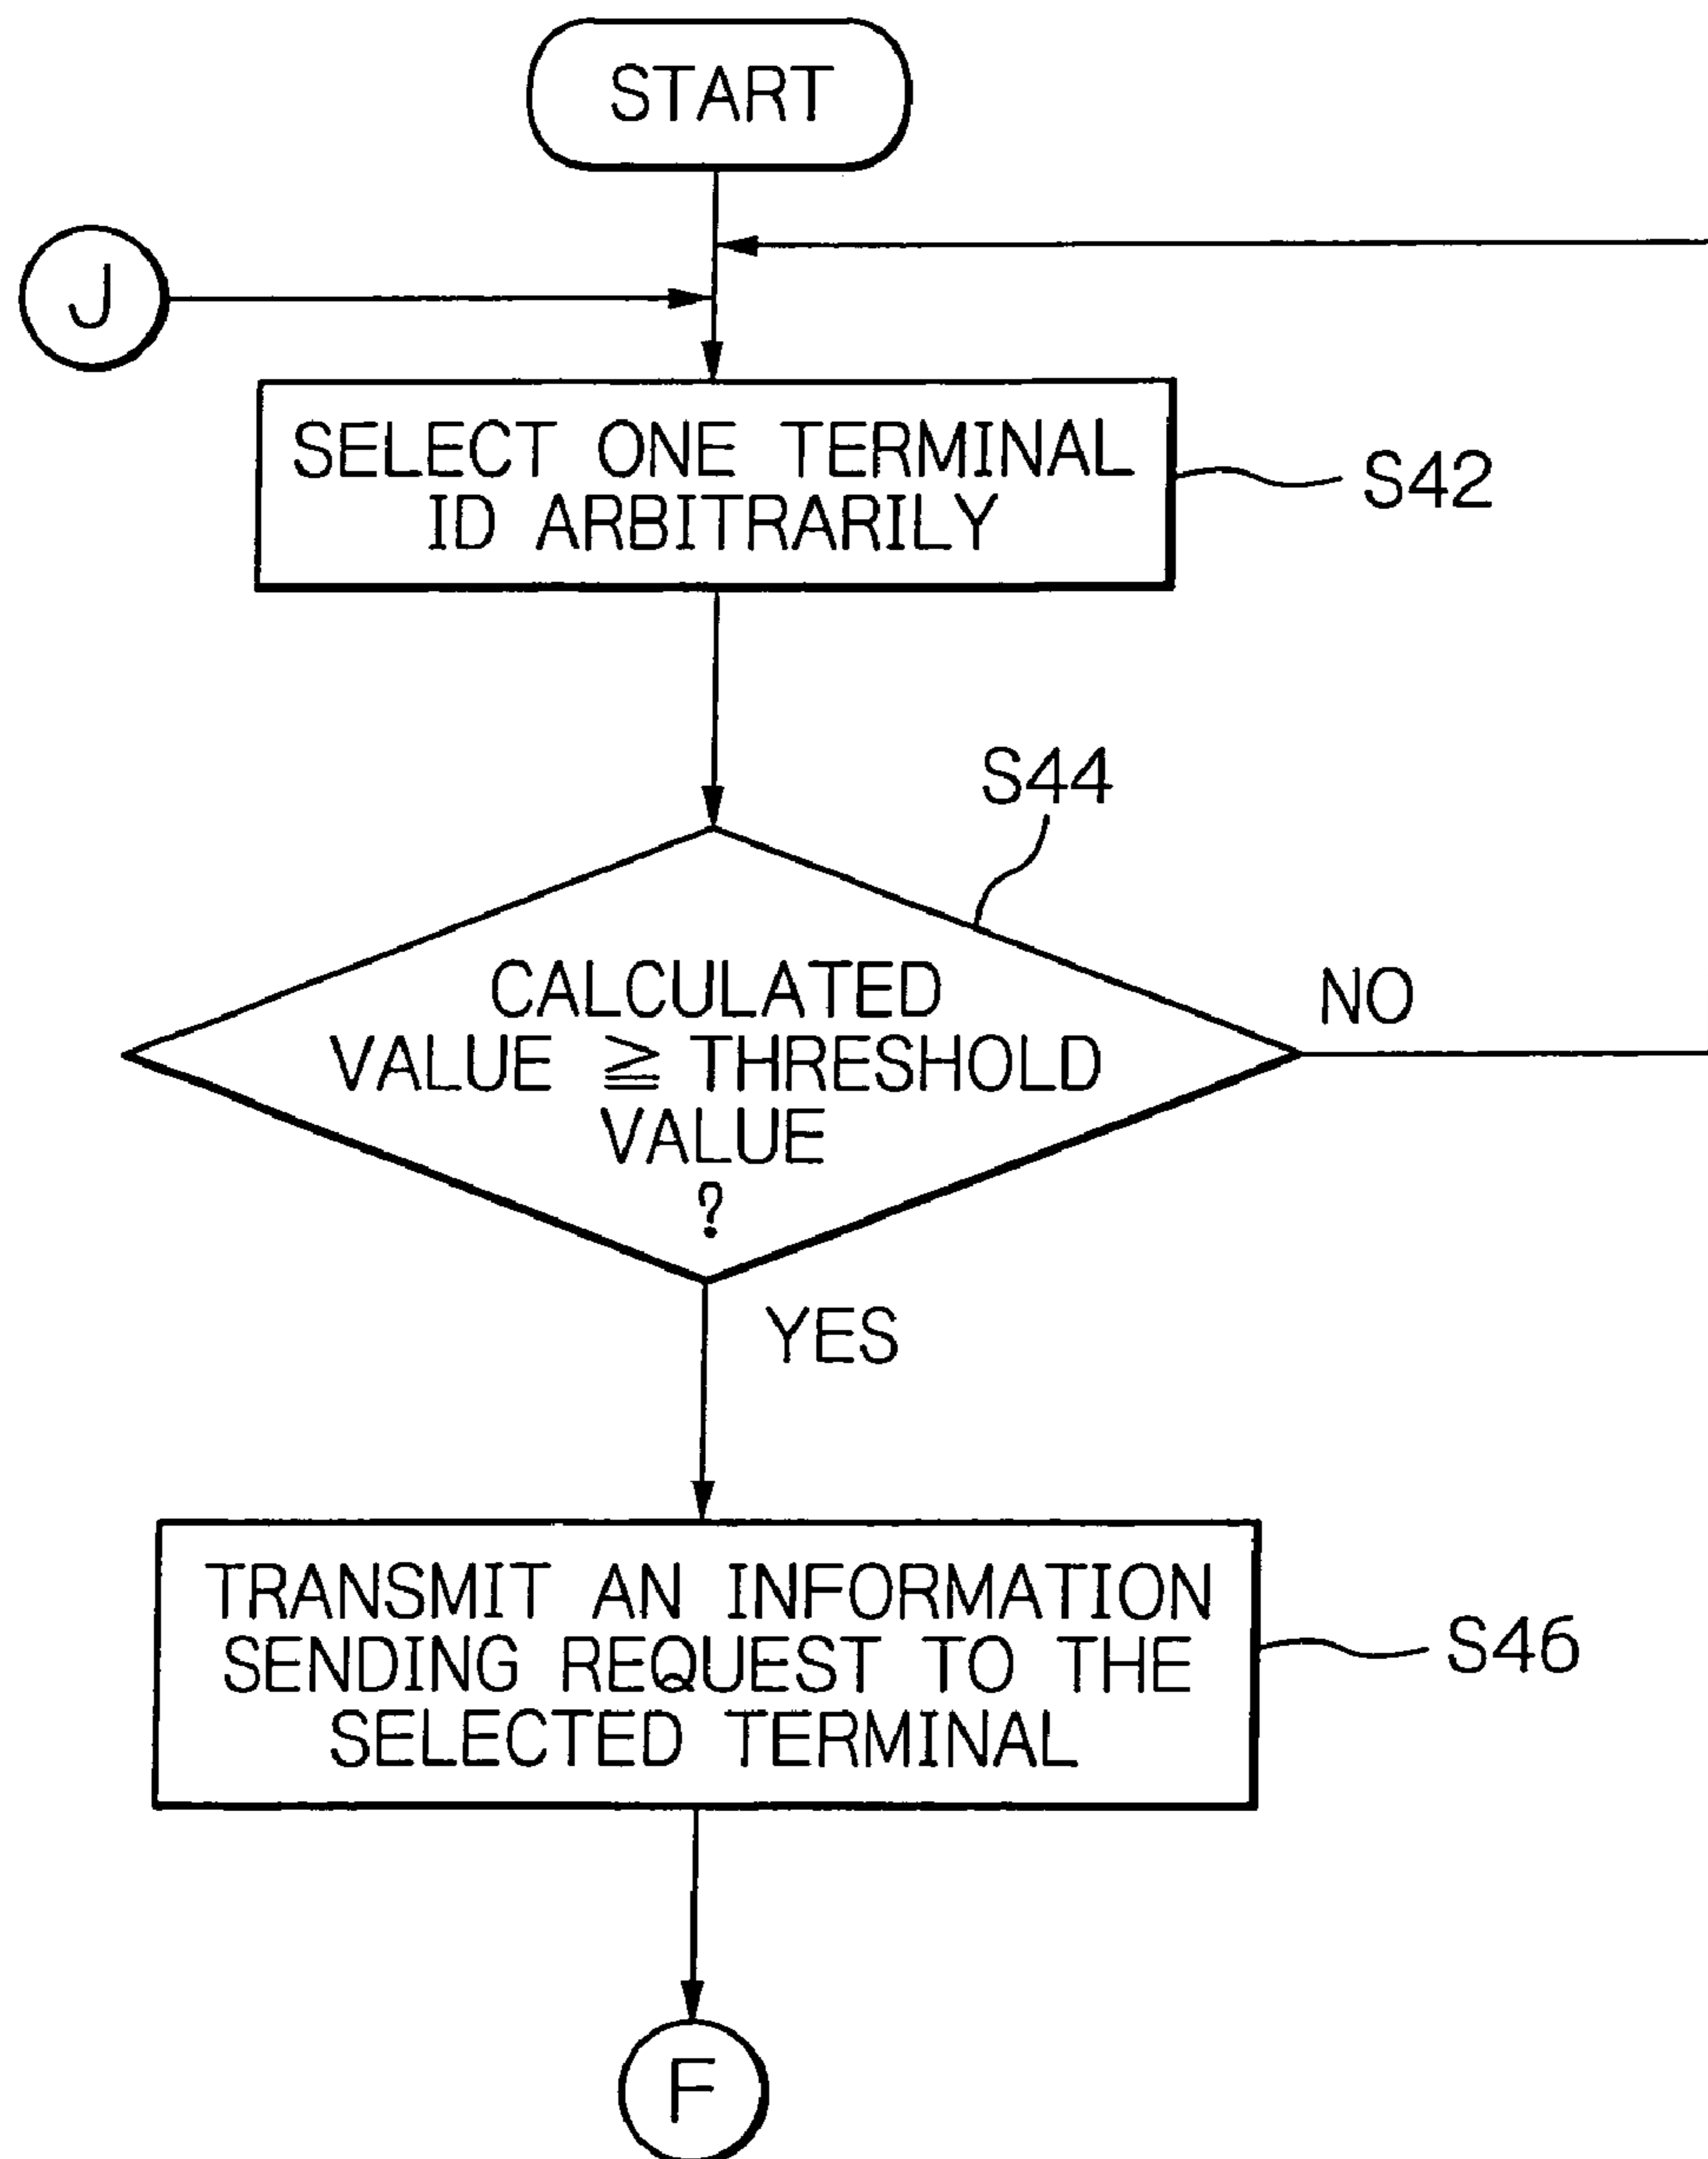 START
J
SELECT ONE TERMINAL
ID ARBITRARILY
S42
S44
CALCULATED
VALUE ≧ THRESHOLD
VALUE
?
NO
YES
TRANSMIT AN INFORMATION
SENDING REQUEST TO THE
SELECTED TERMINAL
S46
F